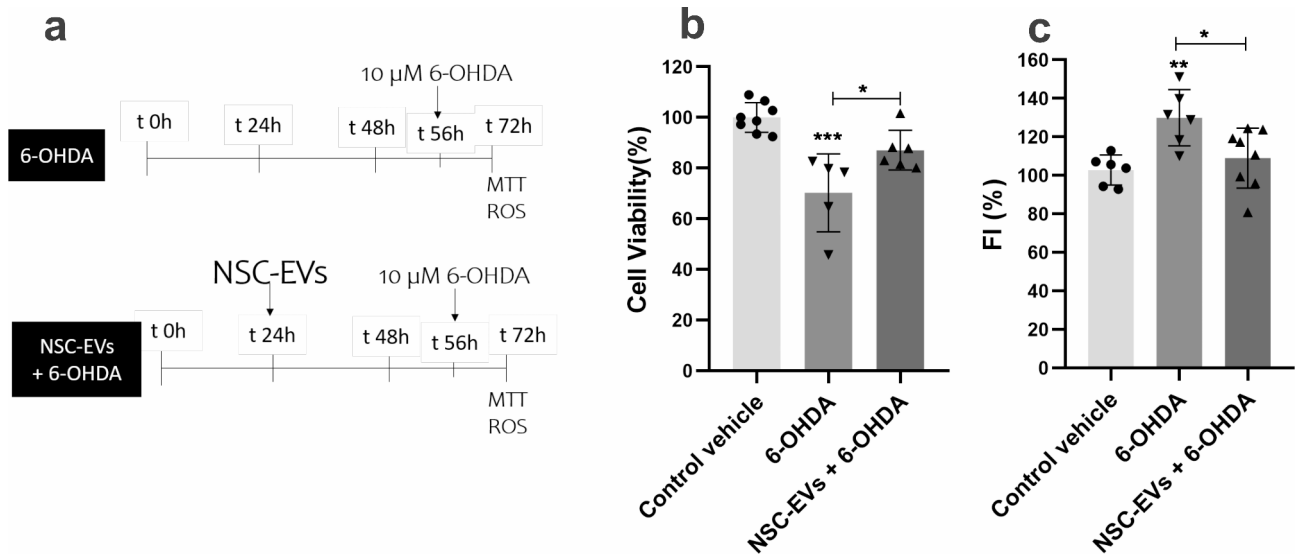 a
10 µM 6-OHDA
t 0h
t 24h
t 48h
t 56h
t 72h
6-OHDA
MTT
ROS
NSC-EVs
10 µM 6-OHDA
t 0h
t 24h
t 48h
t 56h
t 72h
NSC-EVs
+ 6-OHDA
MTT
ROS
b
Cell Viability(%)
120
100
80
60
40
20
0
***
*
Control vehicle
6-OHDA
NSC-EVs + 6-OHDA
c
FI (%)
160
140
120
100
80
60
40
20
0
**
*
Control vehicle
6-OHDA
NSC-EVs + 6-OHDA